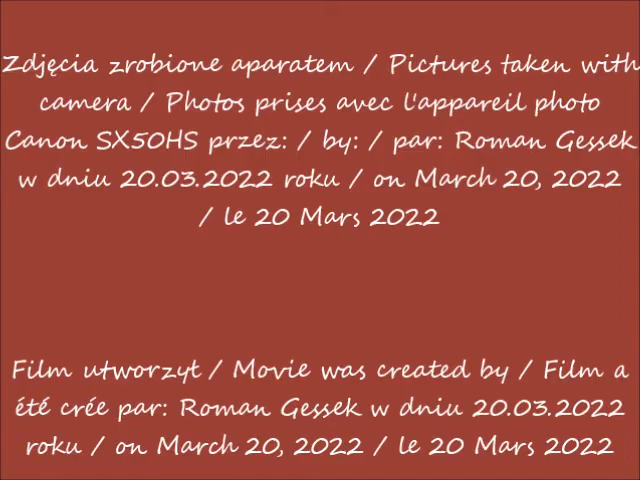 Zdjęcia zrobione aparatem / Pictures taken with
camera / Photos prises avec l'appareil photo
Canon SX50HS przez: / by: / par: Roman Gessek
w dniu 20.03.2022 roku / on March 20, 2022
/ le 20 Mars 2022
Film utworzył / Movie was created by / Film a
été crée par: Roman Gessek w dniu 20.03.2022
roku / on March 20, 2022 / le 20 Mars 2022